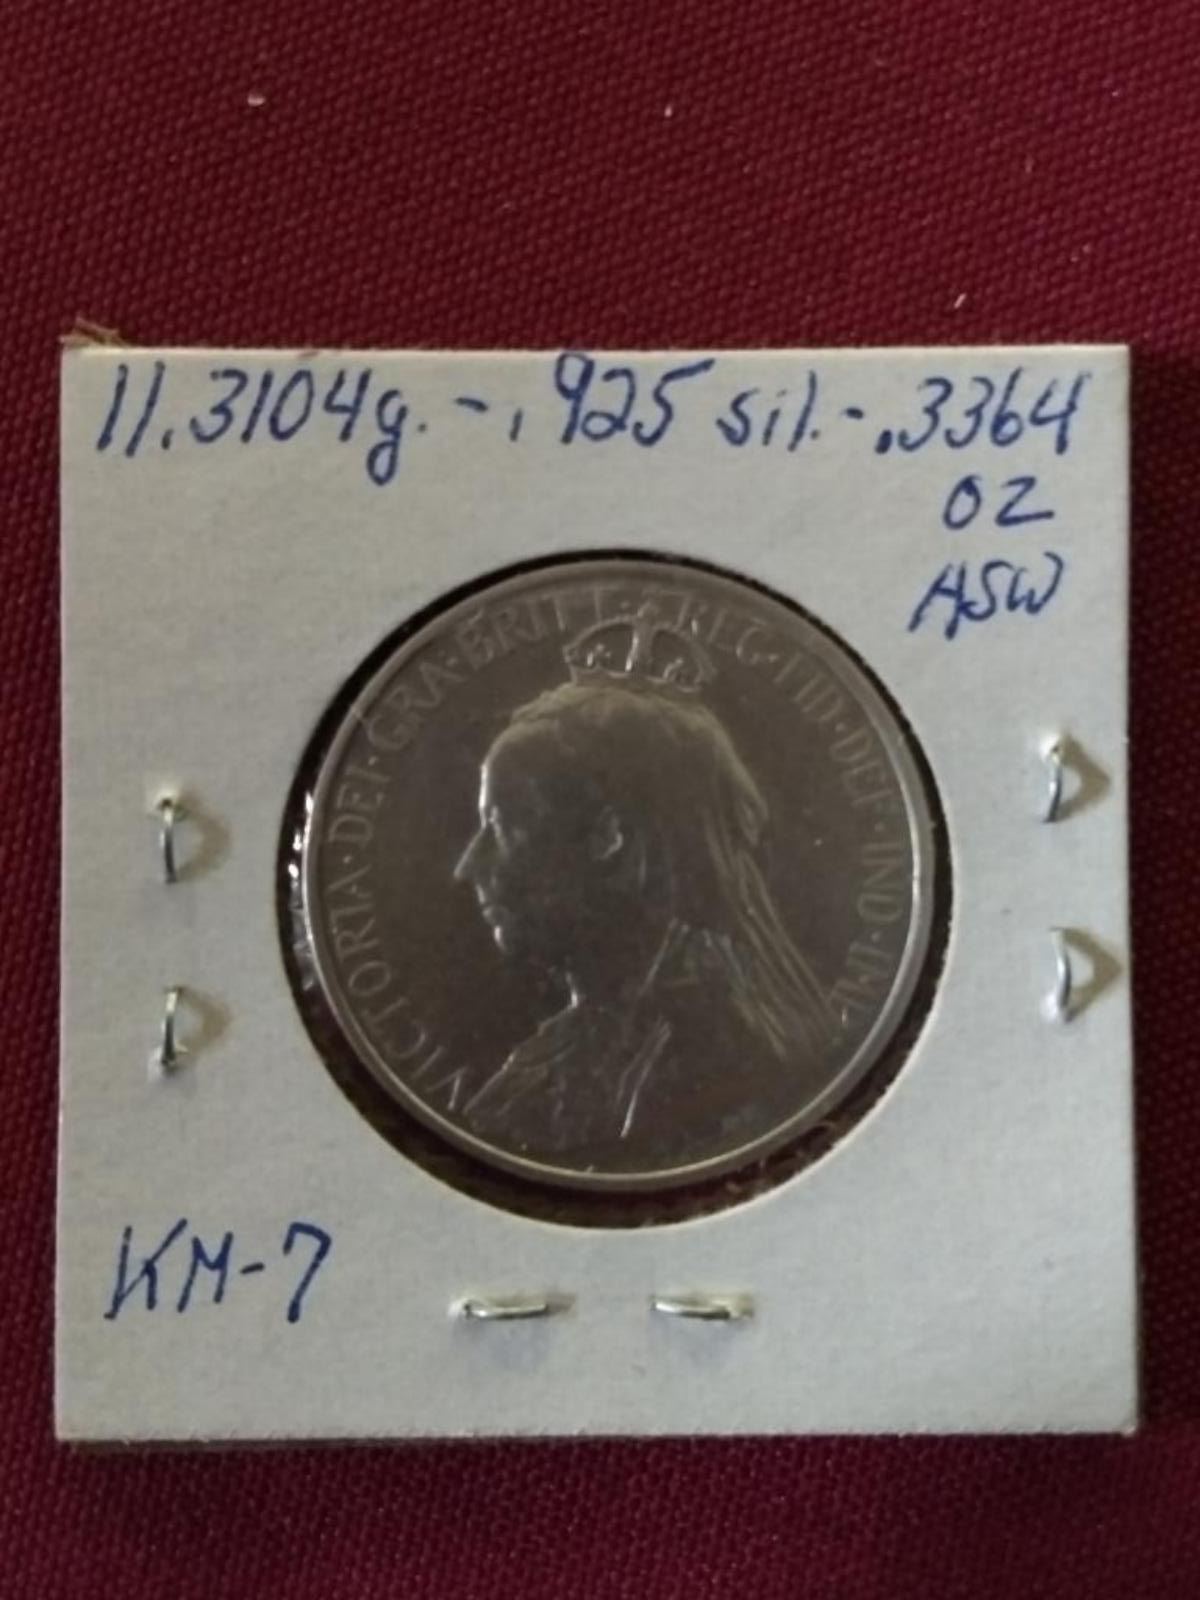 11.3104g. - .925 sil. - .3364
OZ
ASW
VICTORIA · DEI · GRA · BRITT · REG · FID · DEF · IND · IMP
KM-7